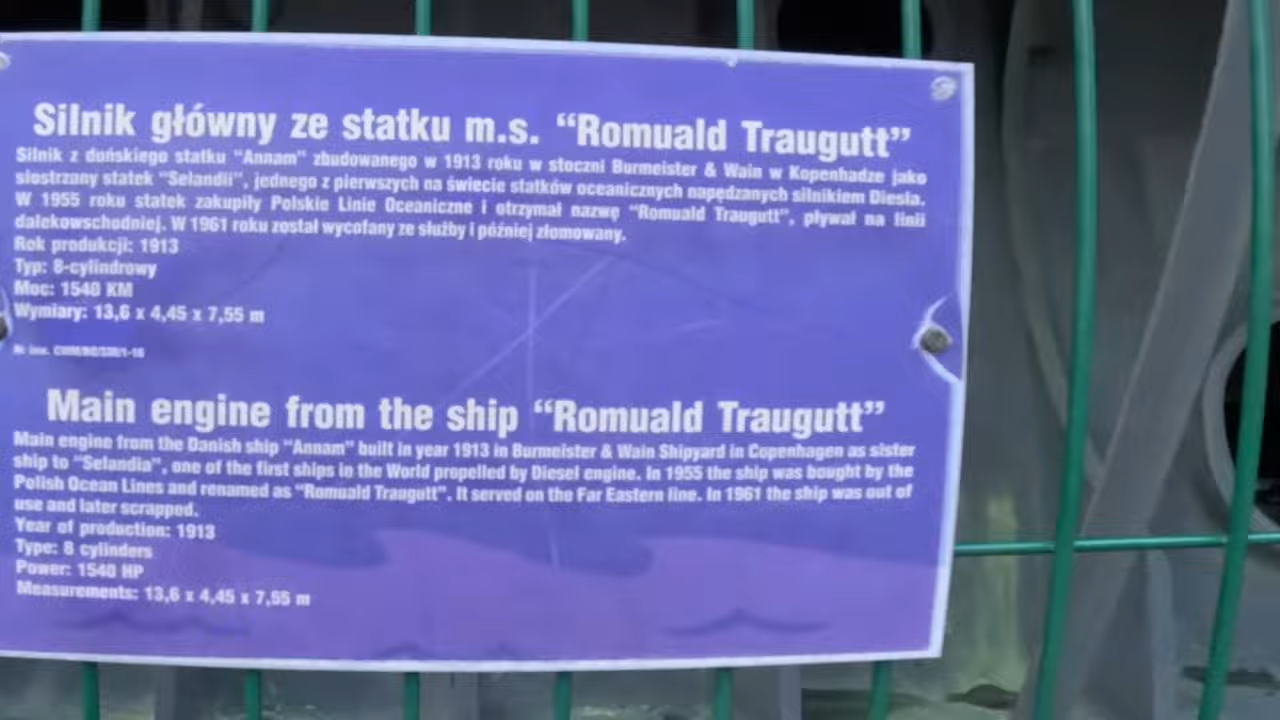 Silnik główny ze statku m.s. “Romuald Traugutt”
Silnik z duńskiego statku “Annam” zbudowanego w 1913 roku w stoczni Burmeister & Wain w Kopenhadze jako
siostrzany statek “Selandii”, jednego z pierwszych na świecie statków oceanicznych napędzanych silnikiem Diesla.
W 1955 roku statek zakupiły Polskie Linie Oceaniczne i otrzymał nazwę “Romuald Traugutt”, pływał na linii
dalekowschodniej. W 1961 roku został wycofany ze służby i później złomowany.
Rok produkcji: 1913
Typ: 8-cylindrowy
Moc: 1540 KM
Wymiary: 13,6 x 4,45 x 7,55 m
Nr inw.
Main engine from the ship “Romuald Traugutt”
Main engine from the Danish ship “Annam” built in year 1913 in Burmeister & Wain Shipyard in Copenhagen as sister
ship to “Selandia”, one of the first ships in the World propelled by Diesel engine. In 1955 the ship was bought by the
Polish Ocean Lines and renamed as “Romuald Traugutt”. It served on the Far Eastern line. In 1961 the ship was out of
use and later scrapped.
Year of production: 1913
Type: 8 cylinders
Power: 1540 HP
Measurements: 13,6 x 4,45 x 7,55 m